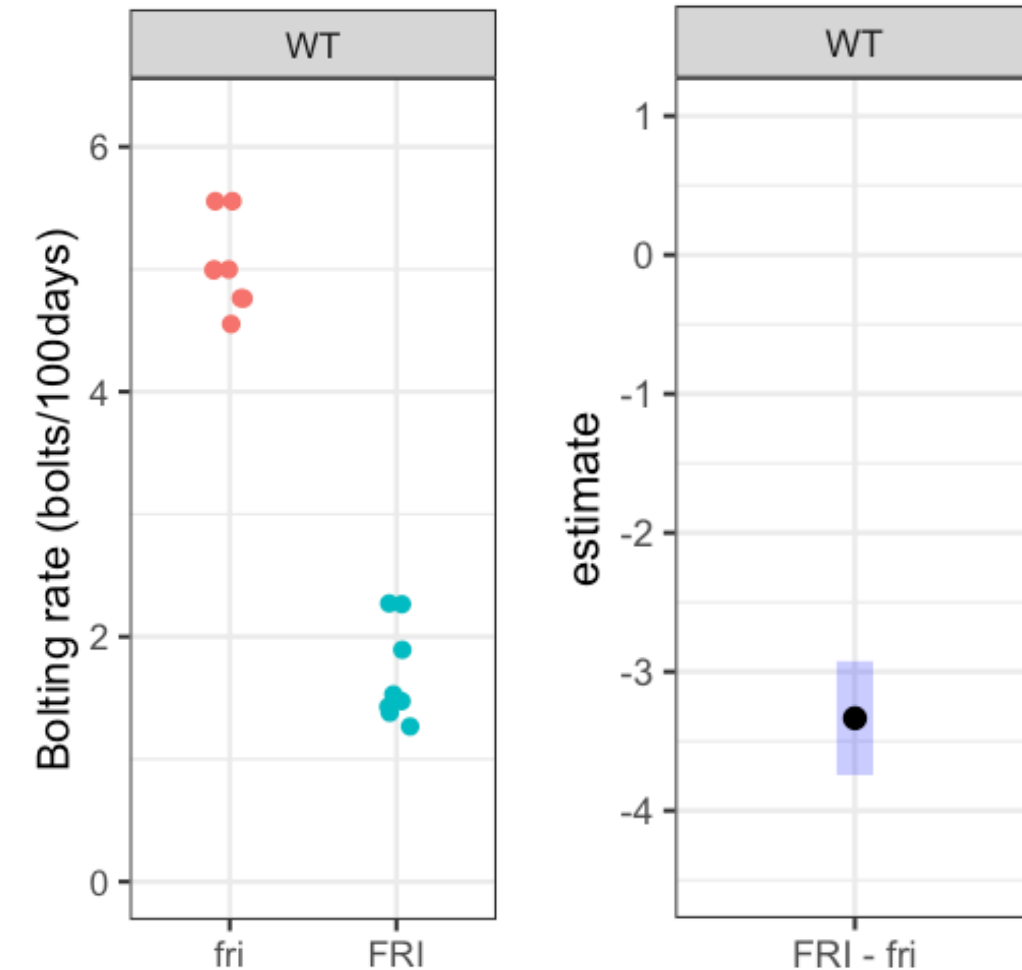 WT
Bolting rate (bolts/100days)
6
4
2
0
fri
FRI
WT
estimate
1
0
-1
-2
-3
-4
FRI - fri